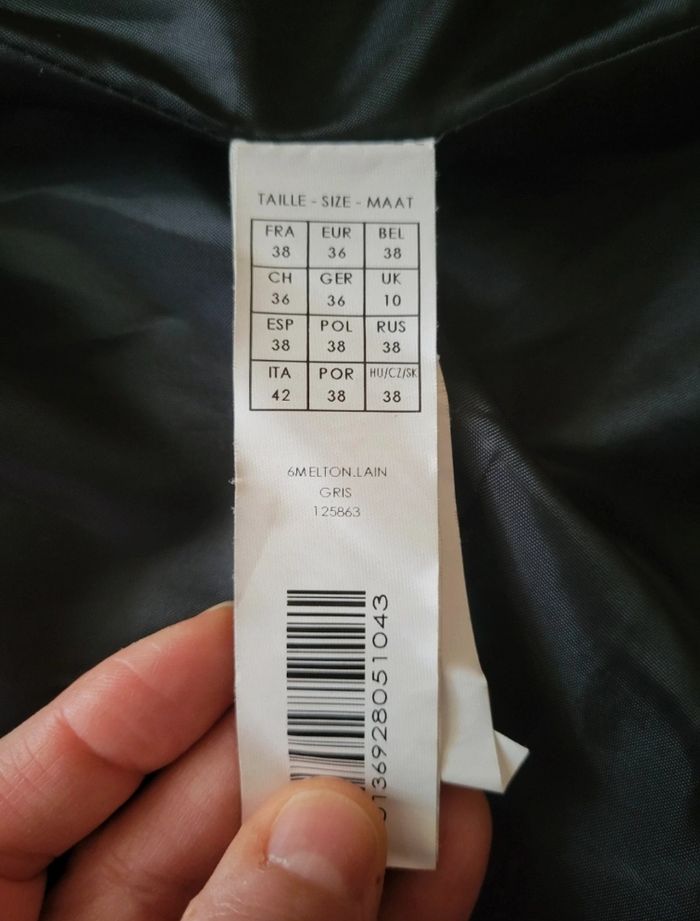 TAILLE - SIZE - MAAT
FRA EUR BEL
38 36 38
CH GER UK
36 36 10
ESP POL RUS
38 38 38
ITA POR HU/CZ/SK
42 38 38
6MELTON.LAIN
GRIS
125863